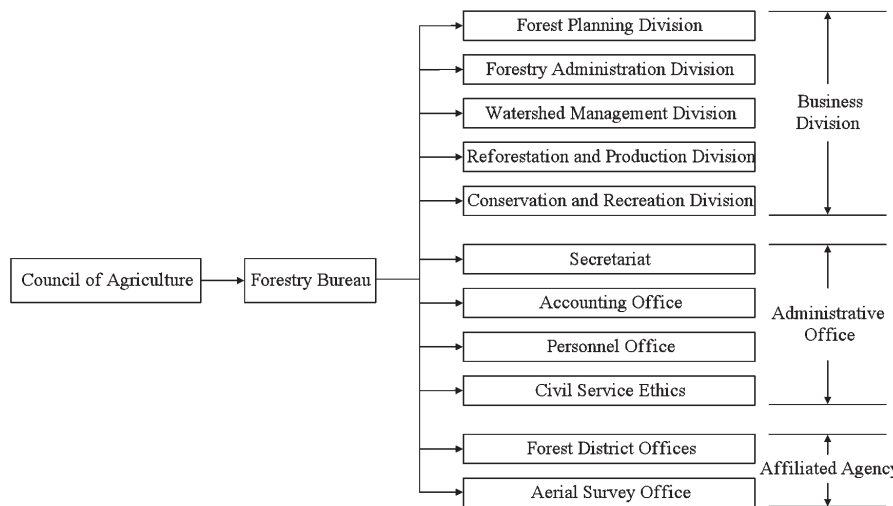 Forest Planning Division
Forestry Administration Division
Watershed Management Division
Reforestation and Production Division
Conservation and Recreation Division
Business
Division
Council of Agriculture
Forestry Bureau
Secretariat
Accounting Office
Personnel Office
Civil Service Ethics
Administrative
Office
Forest District Offices
Aerial Survey Office
Affiliated Agency